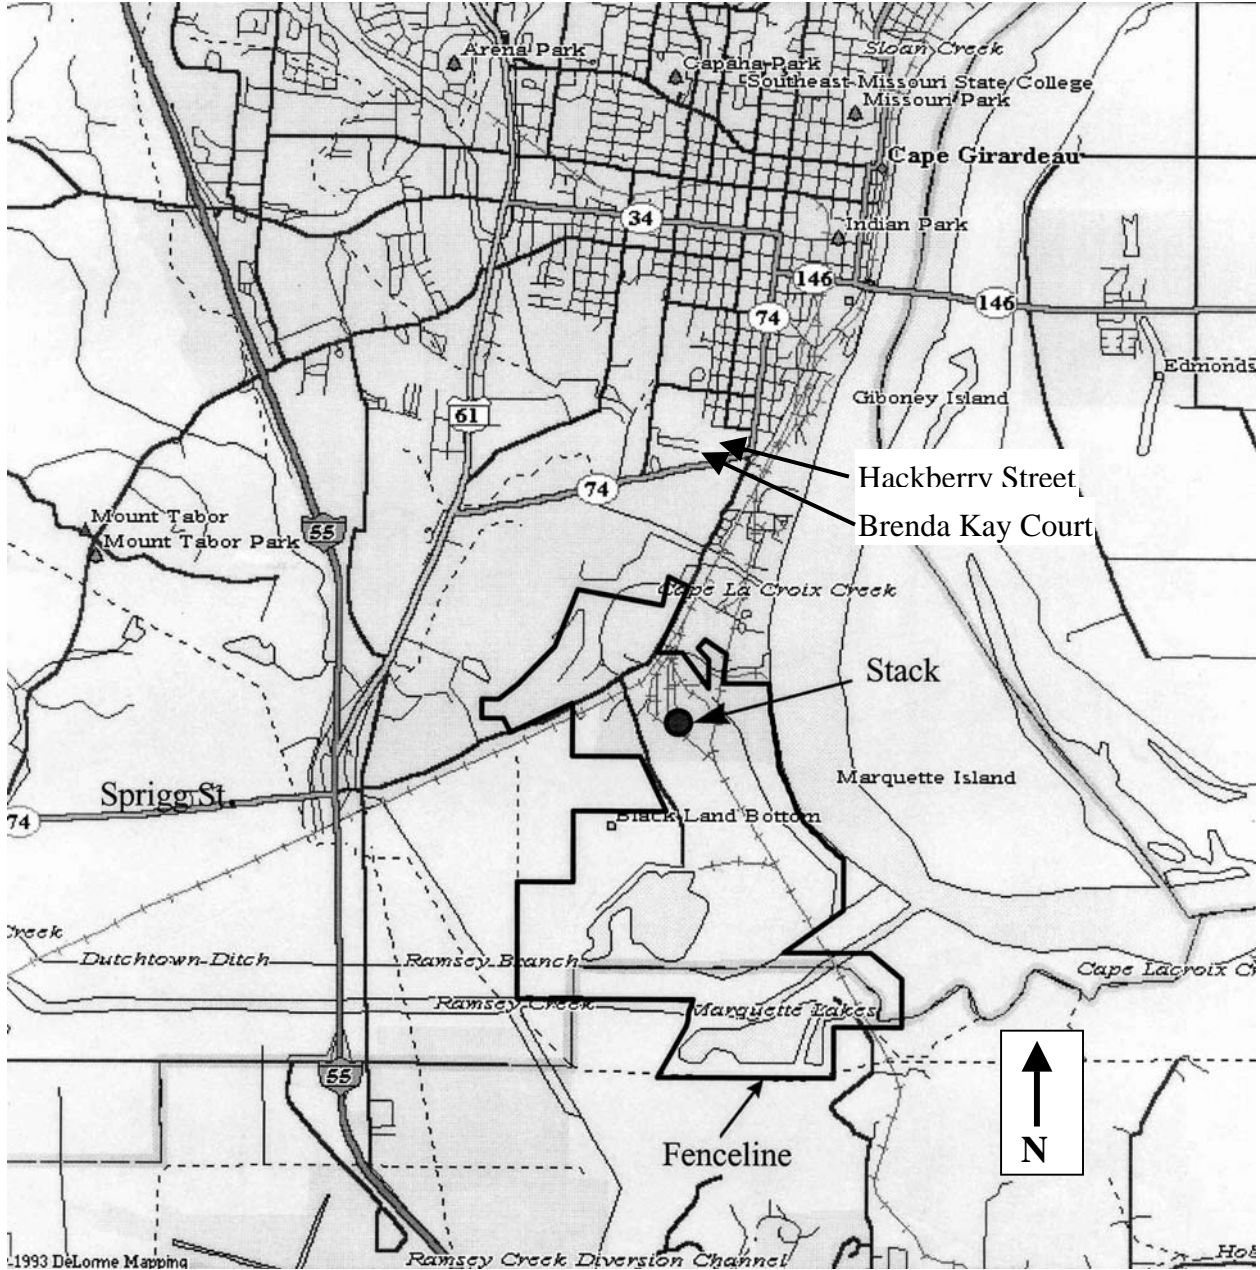 Sloan Creek
Arena Park
Capaha Park
Southeast Missouri State College
Missouri Park
Cape Girardeau
34
Indian Park
146
146
74
Edmonds
Giboney Island
61
Hackberry Street
74
Brenda Kay Court
Mount Tabor
55
Mount Tabor Park
Cape La Croix Creek
Stack
Marquette Island
Sprigg St.
74
Black Land Bottom
Creek
Dutchtown Ditch
Ramsey Branch
Cape Lacroix C
Ramsey Creek
Marquette Lakes
55
N
Fenceline
-1993 DeLorme Mapping
Ramsey Creek Diversion Channel